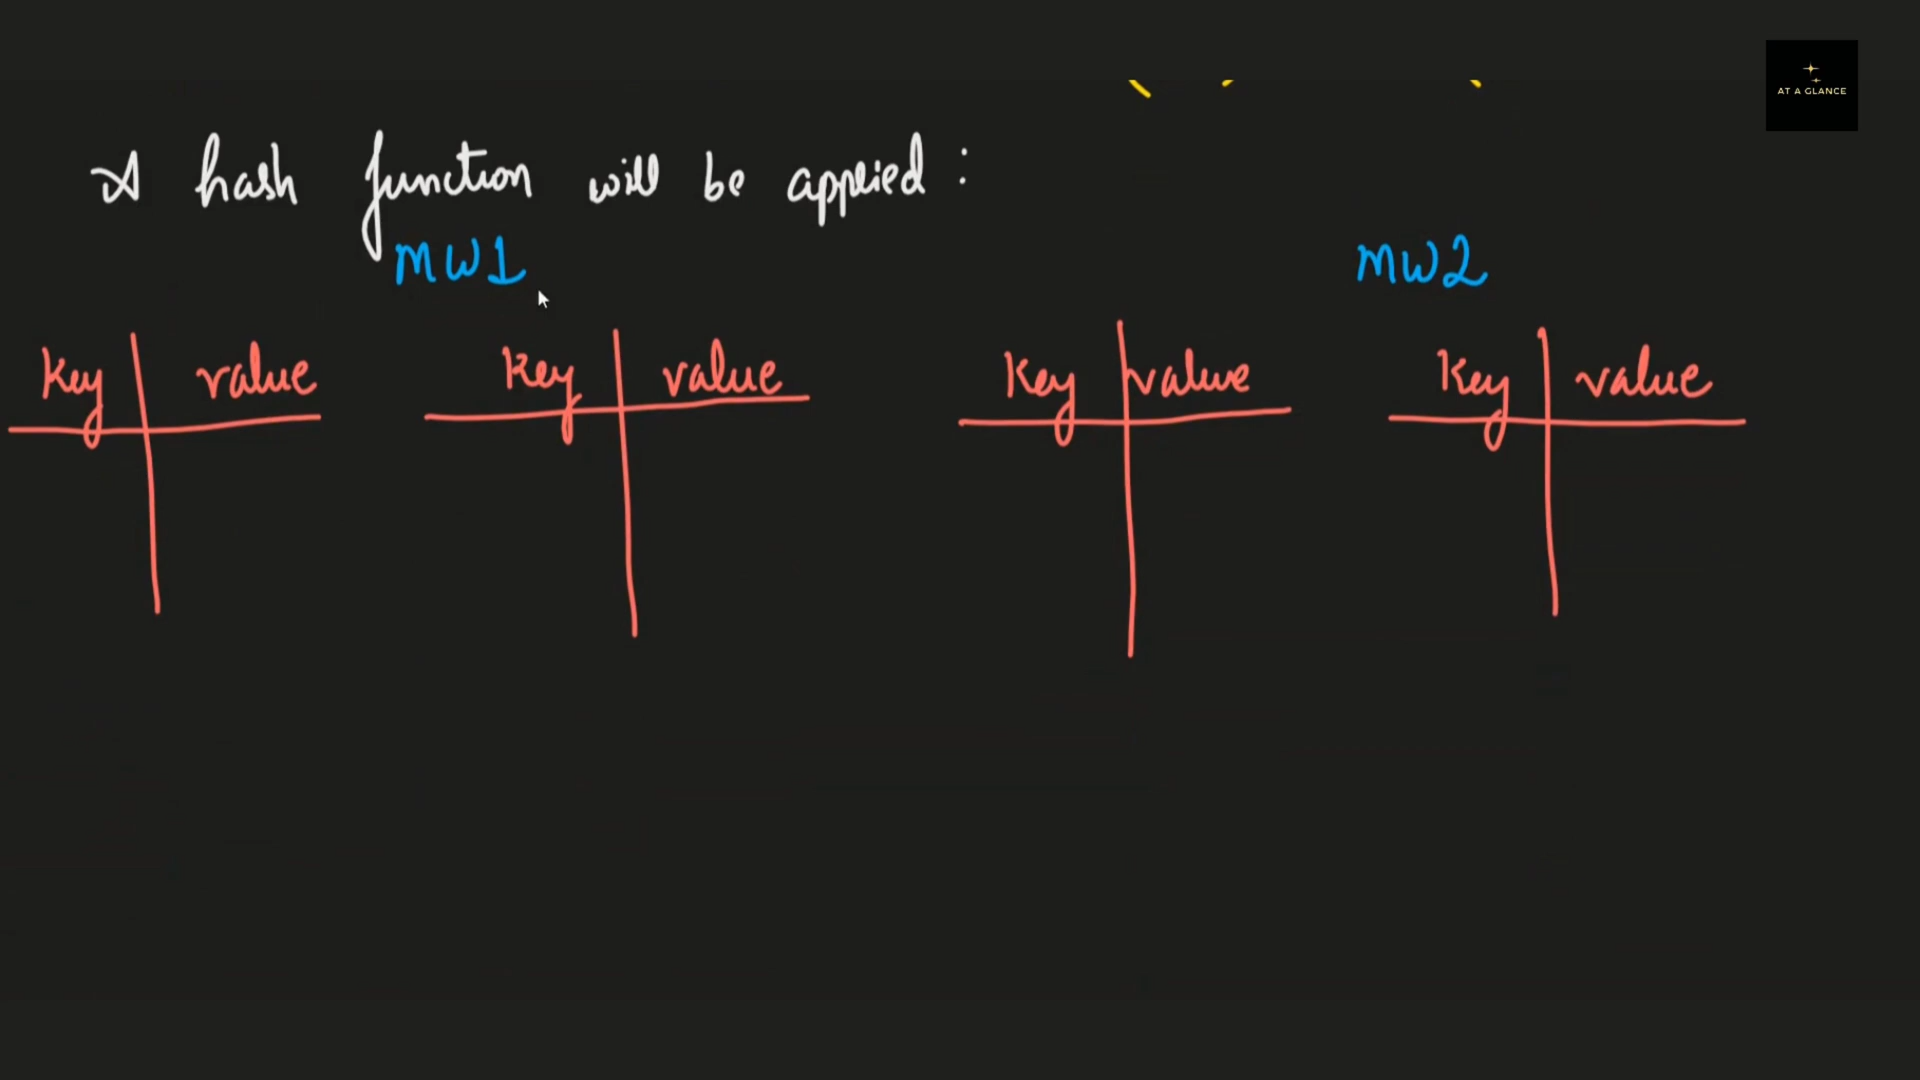 A hash function will be applied :
MW1 MW2
Key value Key value Key value Key value
AT A GLANCE